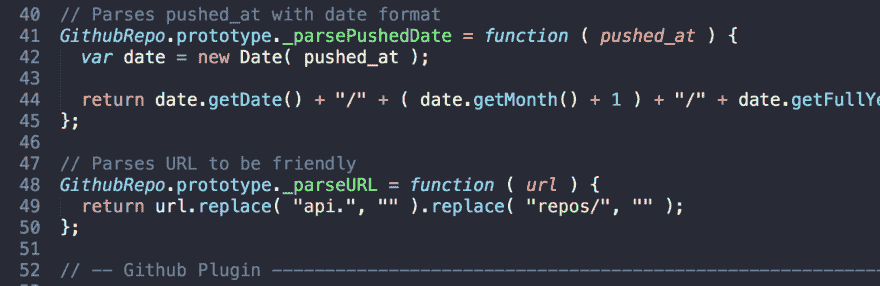 40 // Parses pushed_at with date format
41 GithubRepo.prototype._parsePushedDate = function ( pushed_at ) {
42 var date = new Date( pushed_at );
43
44 return date.getDate() + "/" + ( date.getMonth() + 1 ) + "/" + date.getFullYe
45 };
46
47 // Parses URL to be friendly
48 GithubRepo.prototype._parseURL = function ( url ) {
49 return url.replace( "api.", "" ).replace( "repos/", "" );
50 };
51
52 // -- Github Plugin ----------------------------------------------------------